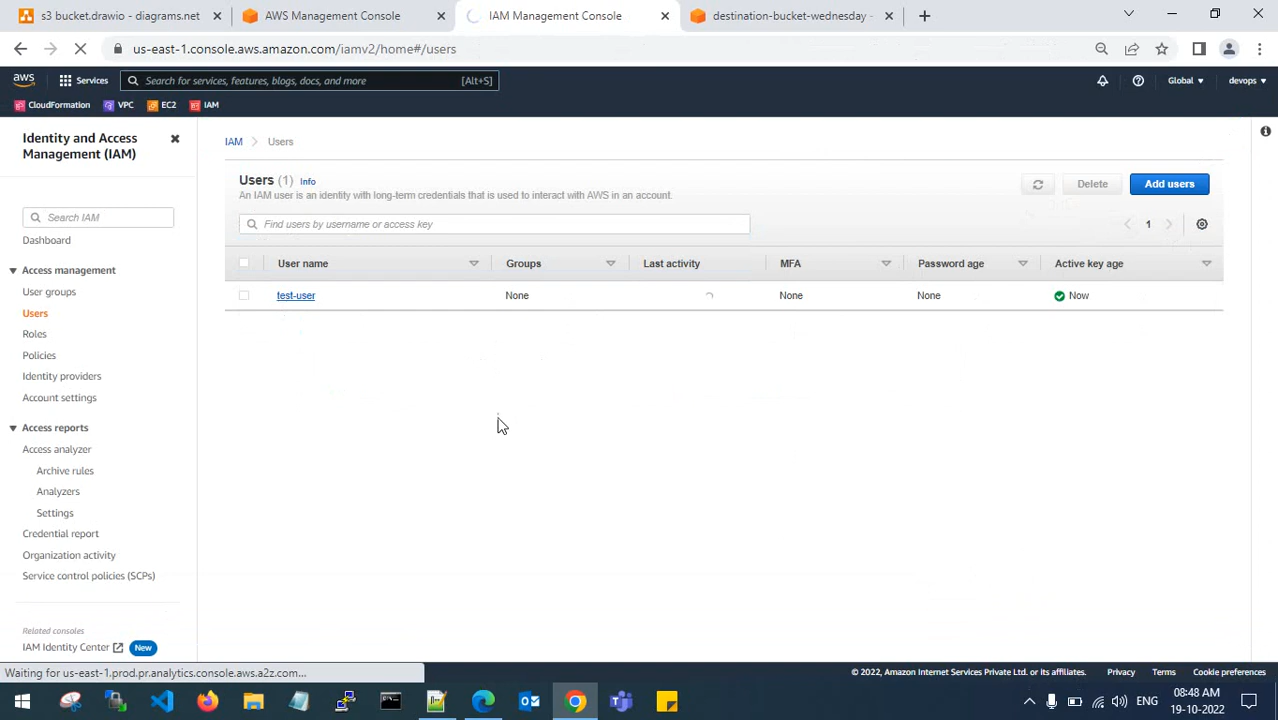 s3 bucket.drawio - diagrams.net
AWS Management Console
IAM Management Console
destination-bucket-wednesday -
us-east-1.console.aws.amazon.com/iamv2/home#/users
aws
Services
Search for services, features, blogs, docs, and more
[Alt+S]
Global
devops
CloudFormation
VPC
EC2
IAM
Identity and Access
Management (IAM)
Search IAM
Dashboard
Access management
User groups
Users
Roles
Policies
Identity providers
Account settings
Access reports
Access analyzer
Archive rules
Analyzers
Settings
Credential report
Organization activity
Service control policies (SCPs)
Related consoles
IAM Identity Center
New
IAM > Users
Users (1) Info
An IAM user is an identity with long-term credentials that is used to interact with AWS in an account.
Delete
Add users
Find users by username or access key
1
User name
Groups
Last activity
MFA
Password age
Active key age
test-user
None
None
None
Now
Waiting for us-east-1.prod.pr.analytics.console.aws.a2z.com...
© 2022, Amazon Internet Services Private Ltd. or its affiliates.
Privacy
Terms
Cookie preferences
ENG
08:48 AM
19-10-2022